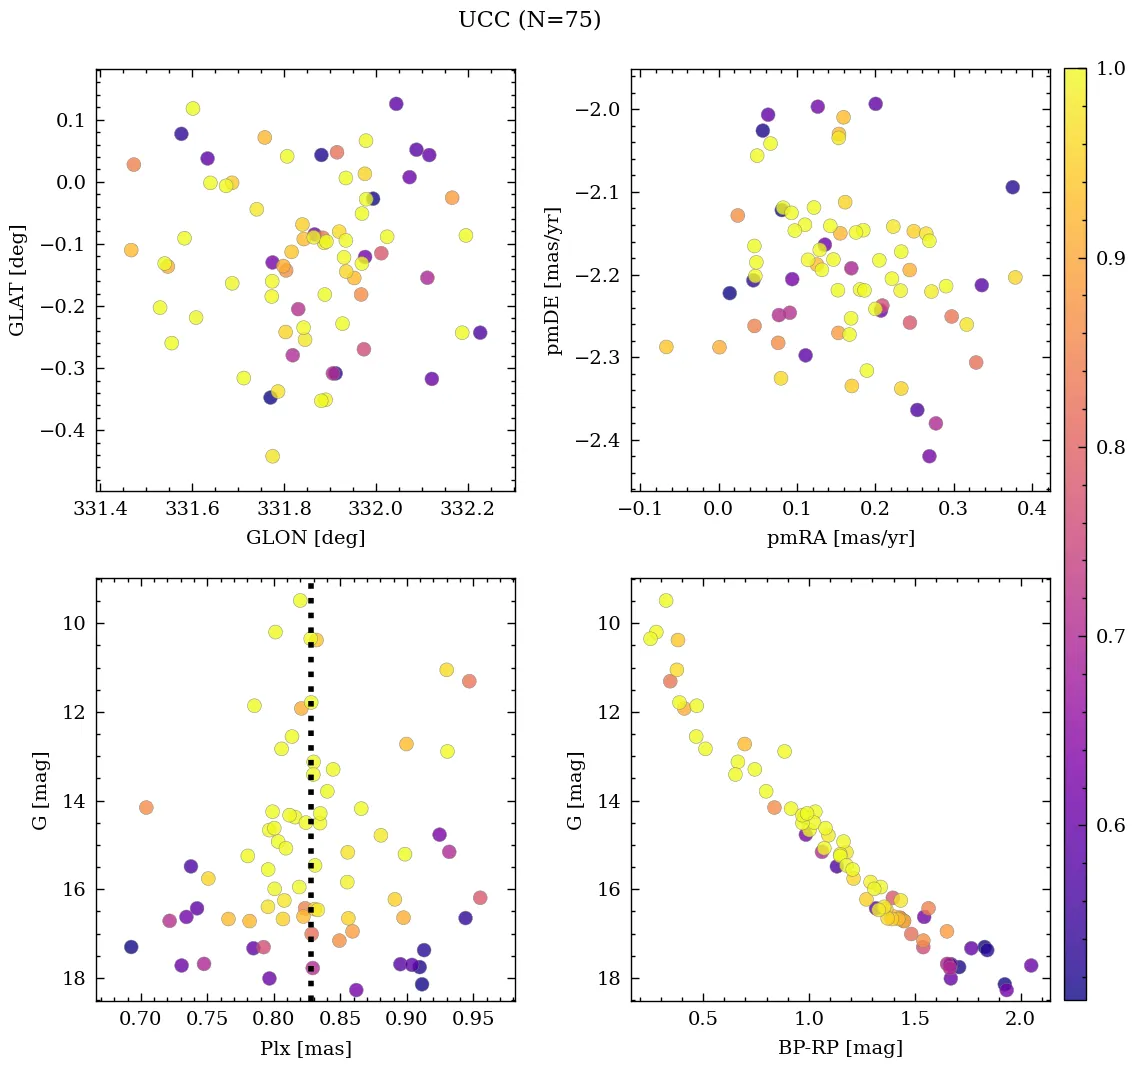 UCC (N=75)
0.1
0.0
−0.1
−0.2
−0.3
−0.4
GLAT [deg]
331.4 331.6 331.8 332.0 332.2
GLON [deg]
−2.0
−2.1
−2.2
−2.3
−2.4
pmDE [mas/yr]
−0.1 0.0 0.1 0.2 0.3 0.4
pmRA [mas/yr]
10
12
14
16
18
G [mag]
0.70 0.75 0.80 0.85 0.90 0.95
Plx [mas]
10
12
14
16
18
G [mag]
0.5 1.0 1.5 2.0
BP-RP [mag]
1.0
0.9
0.8
0.7
0.6